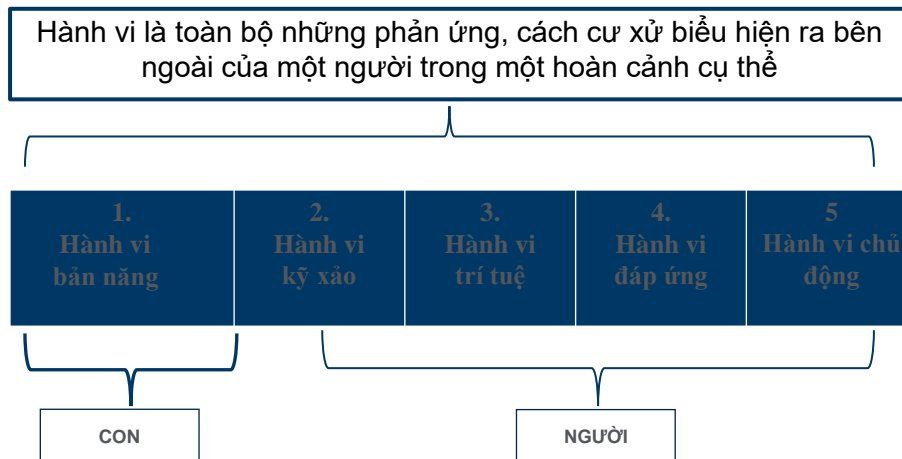 Hành vi là toàn bộ những phản ứng, cách cư xử biểu hiện ra bên
ngoài của một người trong một hoàn cảnh cụ thể
1.
Hành vi
bản năng
2.
Hành vi
kỹ xảo
3.
Hành vi
trí tuệ
4.
Hành vi
đáp ứng
5
Hành vi chủ
động
CON
NGƯỜI